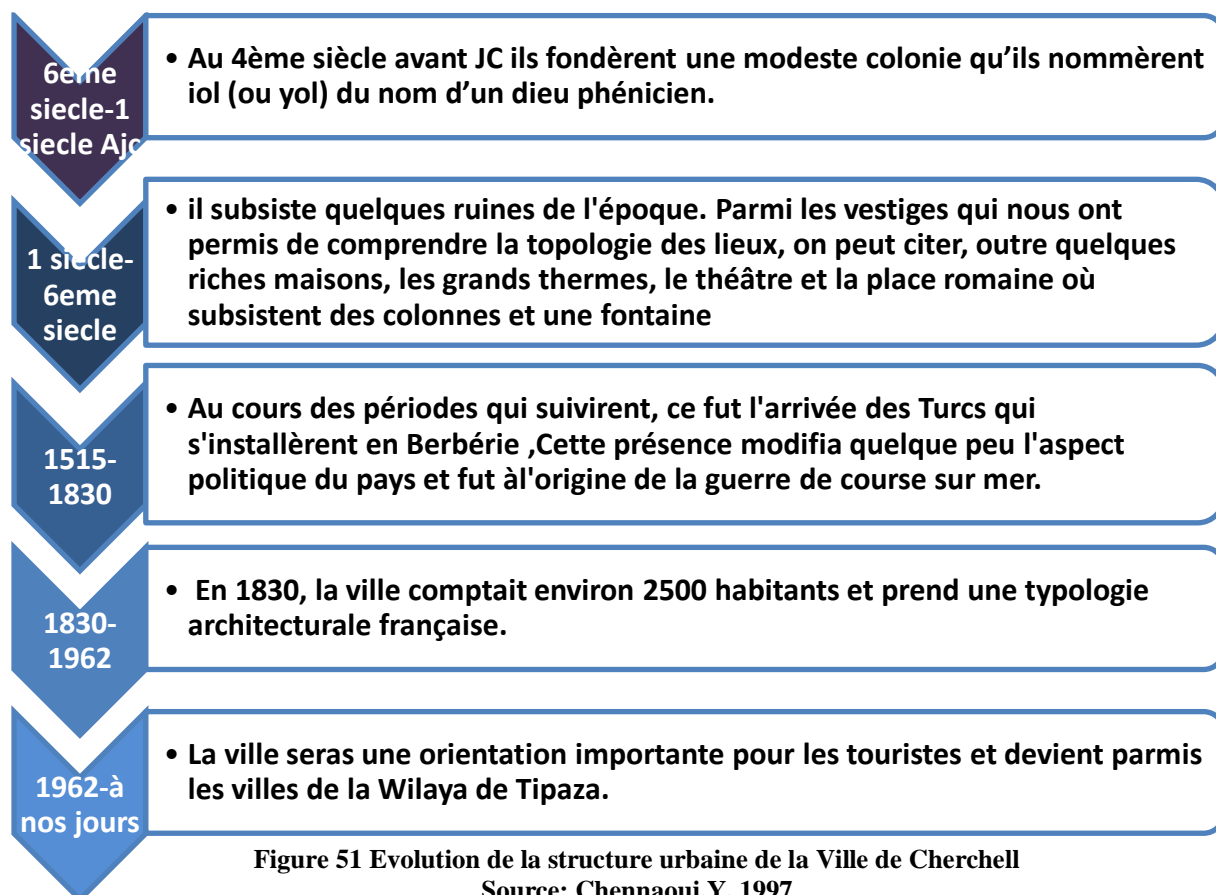 6eme
siecle-1
siecle Ajc
• Au 4ème siècle avant JC ils fondèrent une modeste colonie qu'ils nommèrent
iol (ou yol) du nom d'un dieu phénicien.
1 siecle-
6eme
siecle
• il subsiste quelques ruines de l'époque. Parmi les vestiges qui nous ont
permis de comprendre la topologie des lieux, on peut citer, outre quelques
riches maisons, les grands thermes, le théâtre et la place romaine où
subsistent des colonnes et une fontaine
1515-
1830
• Au cours des périodes qui suivirent, ce fut l'arrivée des Turcs qui
s'installèrent en Berbérie ,Cette présence modifia quelque peu l'aspect
politique du pays et fut àl'origine de la guerre de course sur mer.
1830-
1962
• En 1830, la ville comptait environ 2500 habitants et prend une typologie
architecturale française.
1962-à
nos jours
• La ville seras une orientation importante pour les touristes et devient parmis
les villes de la Wilaya de Tipaza.
Figure 51 Evolution de la structure urbaine de la Ville de Cherchell
Source: Chennaoui Y, 1997